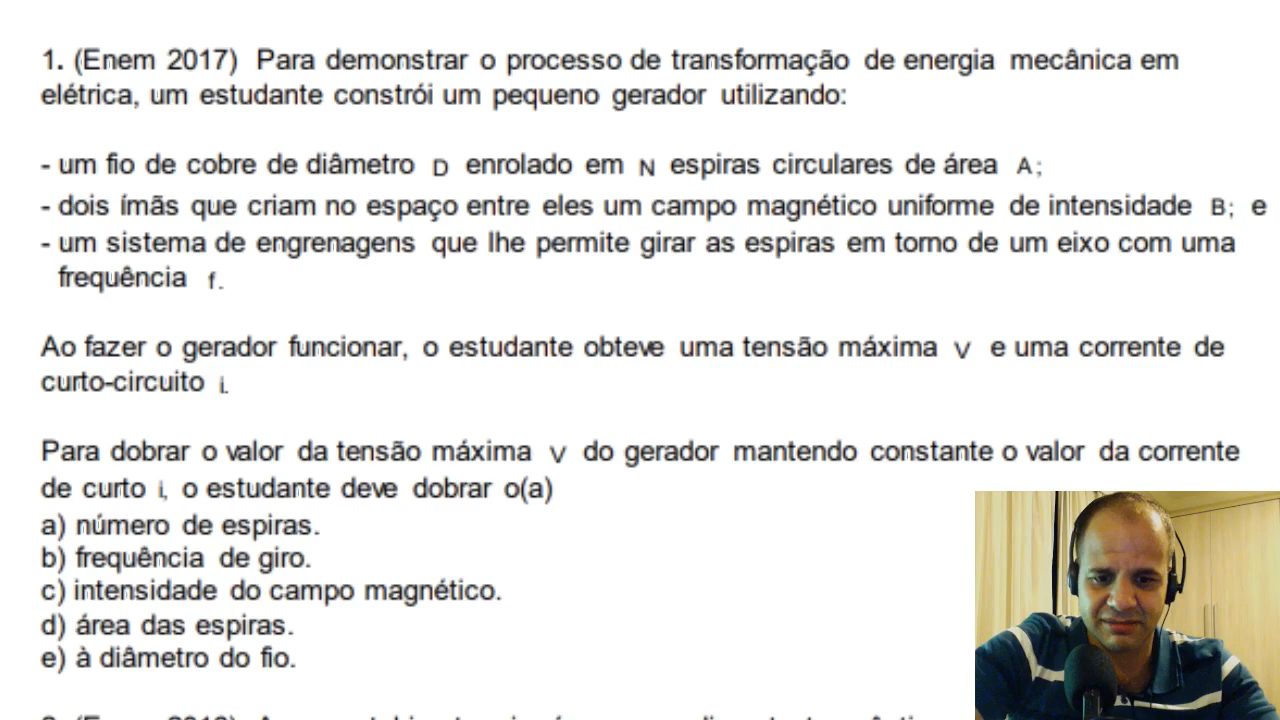 1. (Enem 2017) Para demonstrar o processo de transformação de energia mecânica em
elétrica, um estudante constrói um pequeno gerador utilizando:
- um fio de cobre de diâmetro D enrolado em N espiras circulares de área A;
- dois ímãs que criam no espaço entre eles um campo magnético uniforme de intensidade B; e
- um sistema de engrenagens que lhe permite girar as espiras em torno de um eixo com uma
frequência f.
Ao fazer o gerador funcionar, o estudante obteve uma tensão máxima V e uma corrente de
curto-circuito i.
Para dobrar o valor da tensão máxima V do gerador mantendo constante o valor da corrente
de curto i, o estudante deve dobrar o(a)
a) número de espiras.
b) frequência de giro.
c) intensidade do campo magnético.
d) área das espiras.
e) à diâmetro do fio.